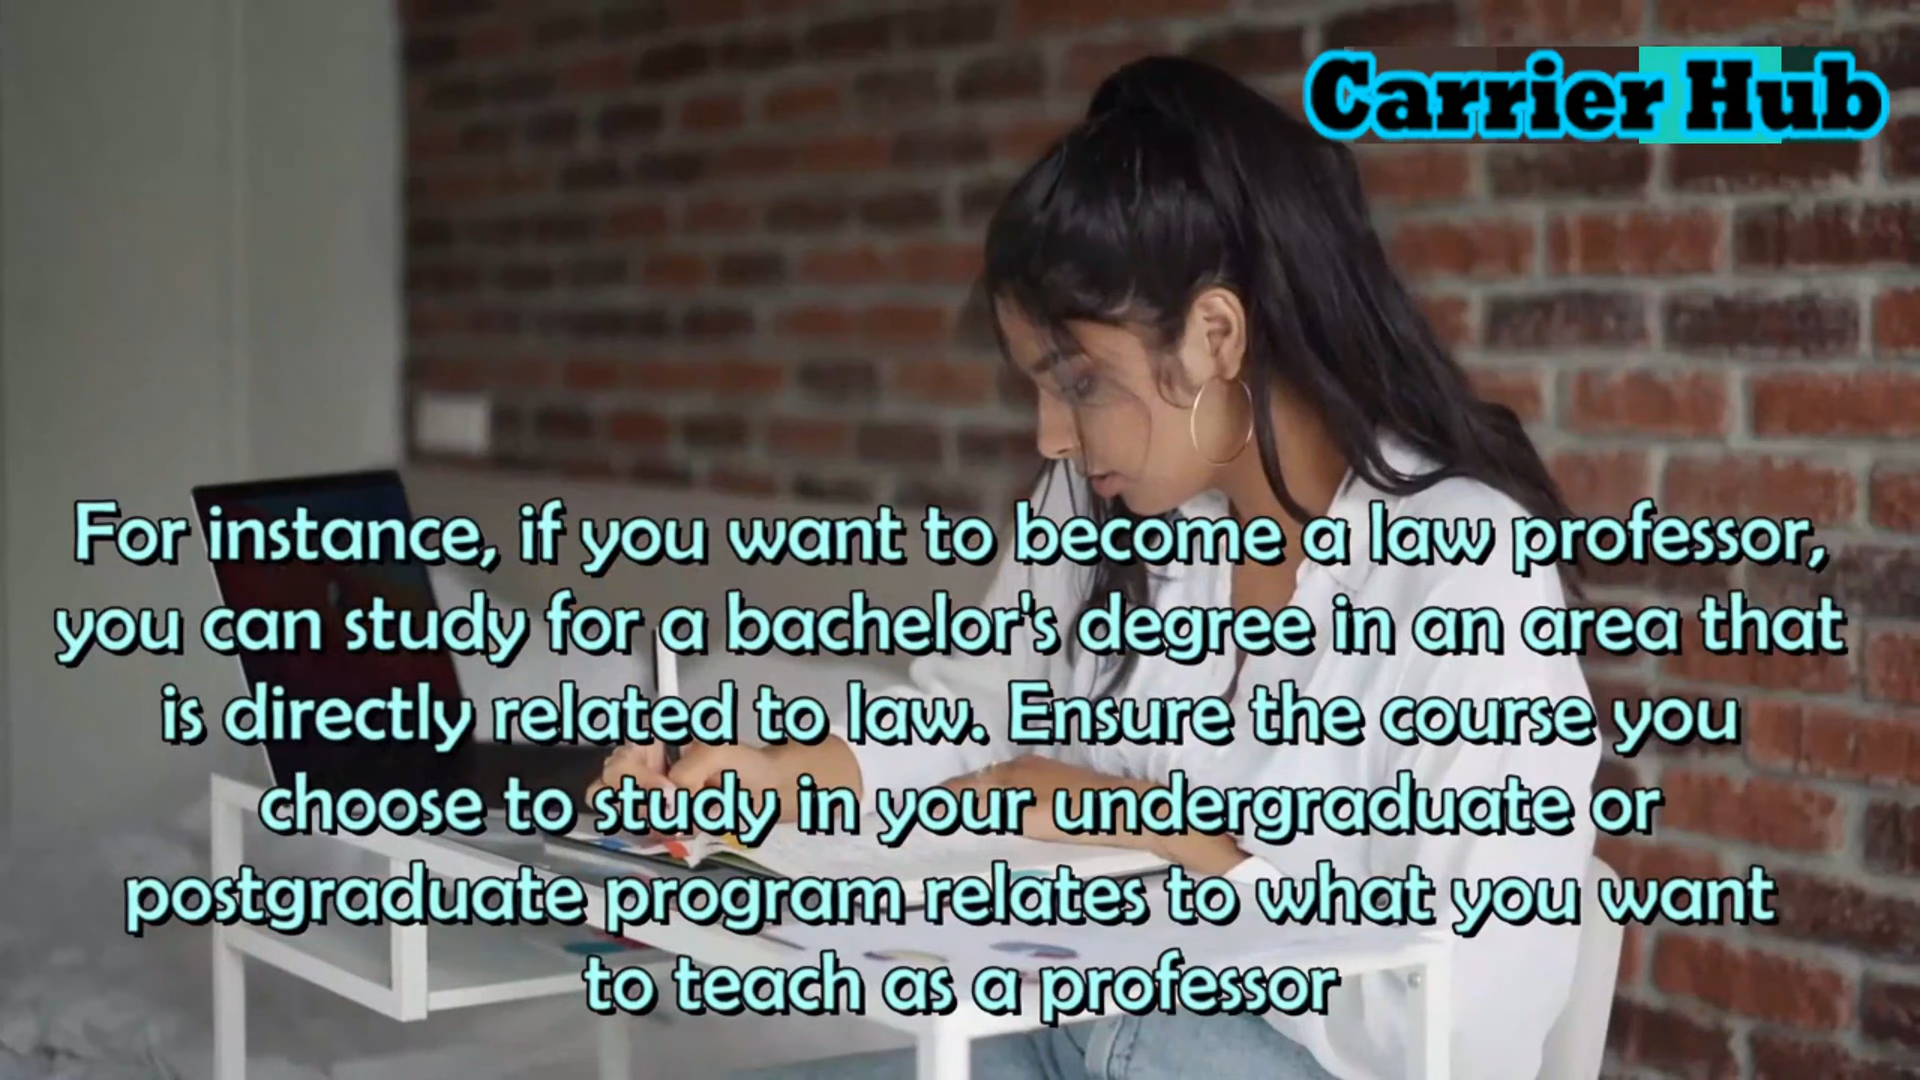 Carrier Hub
For instance, if you want to become a law professor,
you can study for a bachelor's degree in an area that
is directly related to law. Ensure the course you
choose to study in your undergraduate or
postgraduate program relates to what you want
to teach as a professor